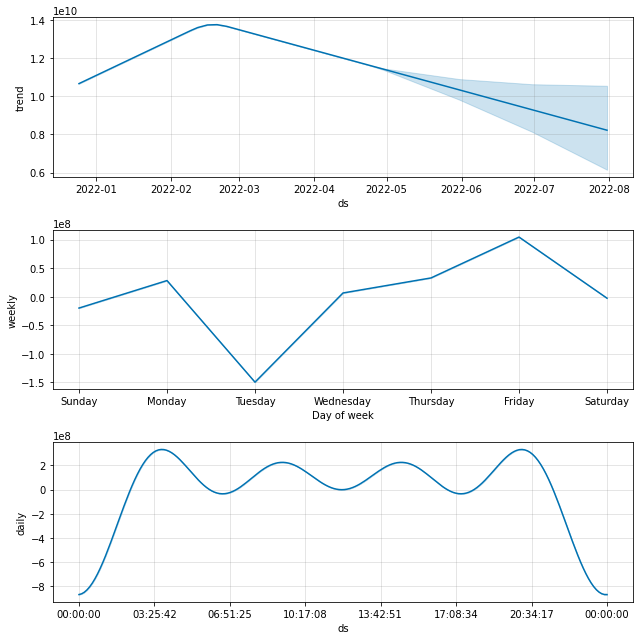 1e10
1.4
1.2
1.0
0.8
0.6
trend
2022-01 2022-02 2022-03 2022-04 2022-05 2022-06 2022-07 2022-08
ds
1e8
1.0
0.5
0.0
−0.5
−1.0
−1.5
weekly
Sunday Monday Tuesday Wednesday Thursday Friday Saturday
Day of week
1e8
2
0
−2
−4
−6
−8
daily
00:00:00 03:25:42 06:51:25 10:17:08 13:42:51 17:08:34 20:34:17 00:00:00
ds